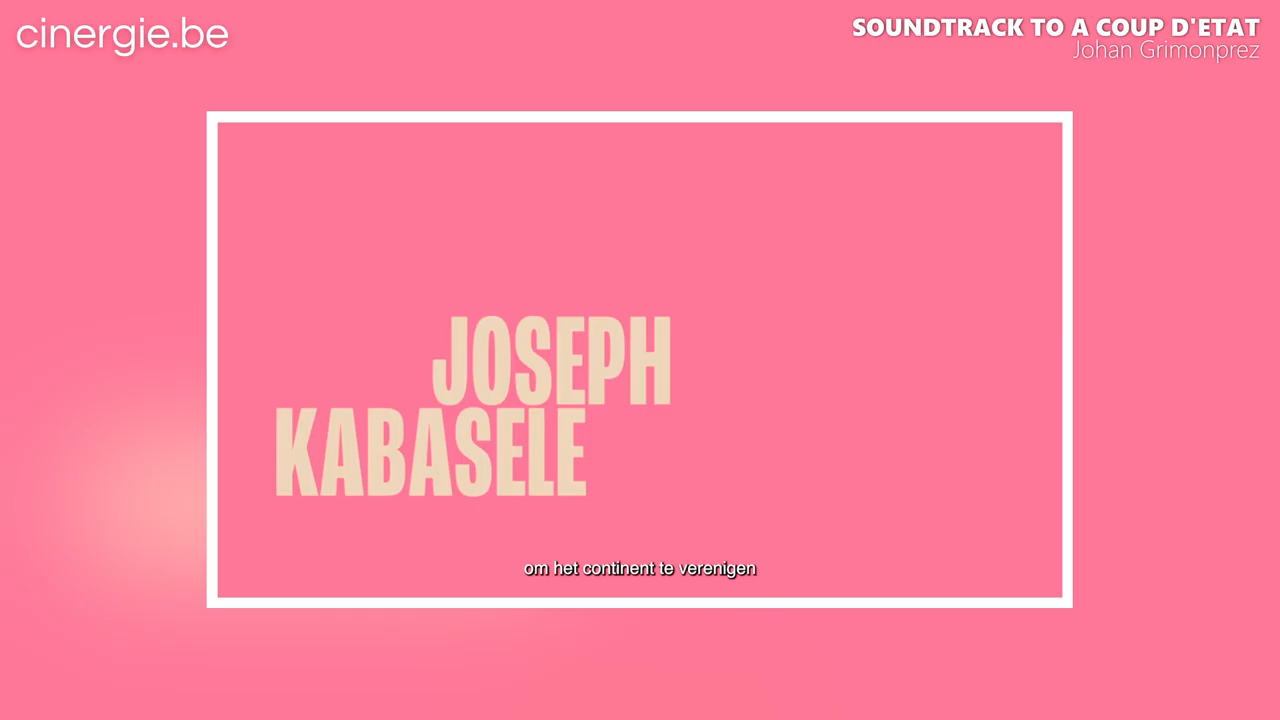 cinergie.be
SOUNDTRACK TO A COUP D'ETAT
Johan Grimonprez
JOSEPH
KABASELE
om het continent te verenigen